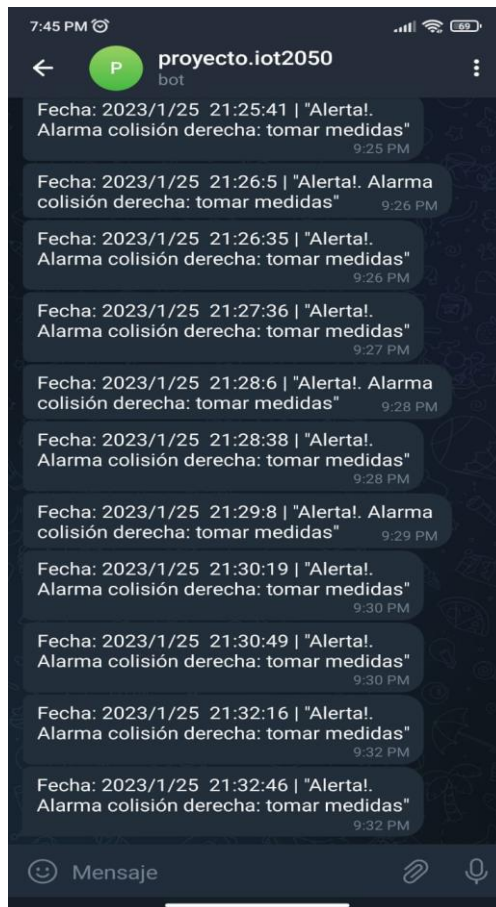 7:45 PM
69
P
proyecto.iot2050
bot
Fecha: 2023/1/25 21:25:41 | "Alerta!.
Alarma colisión derecha: tomar medidas"
9:25 PM
Fecha: 2023/1/25 21:26:5 | "Alerta!. Alarma
colisión derecha: tomar medidas"
9:26 PM
Fecha: 2023/1/25 21:26:35 | "Alerta!.
Alarma colisión derecha: tomar medidas"
9:26 PM
Fecha: 2023/1/25 21:27:36 | "Alerta!.
Alarma colisión derecha: tomar medidas"
9:27 PM
Fecha: 2023/1/25 21:28:6 | "Alerta!. Alarma
colisión derecha: tomar medidas"
9:28 PM
Fecha: 2023/1/25 21:28:38 | "Alerta!.
Alarma colisión derecha: tomar medidas"
9:28 PM
Fecha: 2023/1/25 21:29:8 | "Alerta!. Alarma
colisión derecha: tomar medidas"
9:29 PM
Fecha: 2023/1/25 21:30:19 | "Alerta!.
Alarma colisión derecha: tomar medidas"
9:30 PM
Fecha: 2023/1/25 21:30:49 | "Alerta!.
Alarma colisión derecha: tomar medidas"
9:30 PM
Fecha: 2023/1/25 21:32:16 | "Alerta!.
Alarma colisión derecha: tomar medidas"
9:32 PM
Fecha: 2023/1/25 21:32:46 | "Alerta!.
Alarma colisión derecha: tomar medidas"
9:32 PM
Mensaje